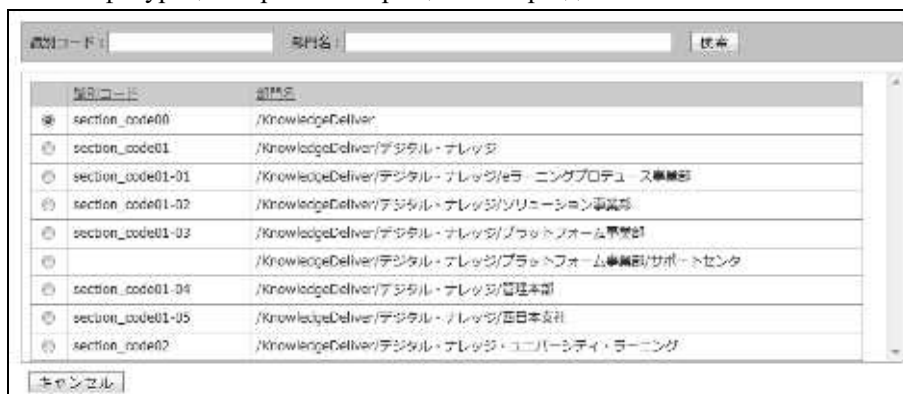 識別コード： 部門名： 検索
識別コード 部門名
section_code00 /KnowledgeDeliver
section_code01 /KnowledgeDeliver/デジタル・ナレッジ
section_code01-01 /KnowledgeDeliver/デジタル・ナレッジ/eラーニングプロデュース事業部
section_code01-02 /KnowledgeDeliver/デジタル・ナレッジ/ソリューション事業部
section_code01-03 /KnowledgeDeliver/デジタル・ナレッジ/プラットフォーム事業部
/KnowledgeDeliver/デジタル・ナレッジ/プラットフォーム事業部/サポートセンタ
section_code01-04 /KnowledgeDeliver/デジタル・ナレッジ/管理本部
section_code01-05 /KnowledgeDeliver/デジタル・ナレッジ/西日本支社
section_code02 /KnowledgeDeliver/デジタル・ナレッジ・ユニバーシティ・ラーニング
キャンセル